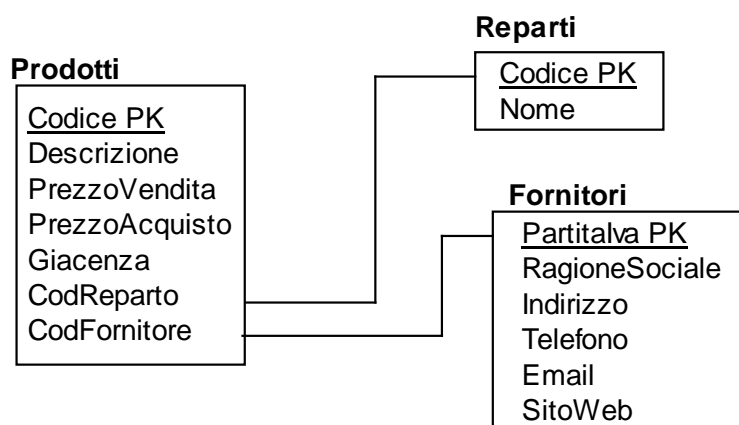 Prodotti
Codice PK
Descrizione
PrezzoVendita
PrezzoAcquisto
Giacenza
CodReparto
CodFornitore
Reparti
Codice PK
Nome
Fornitori
PartitaIva PK
RagioneSociale
Indirizzo
Telefono
Email
SitoWeb